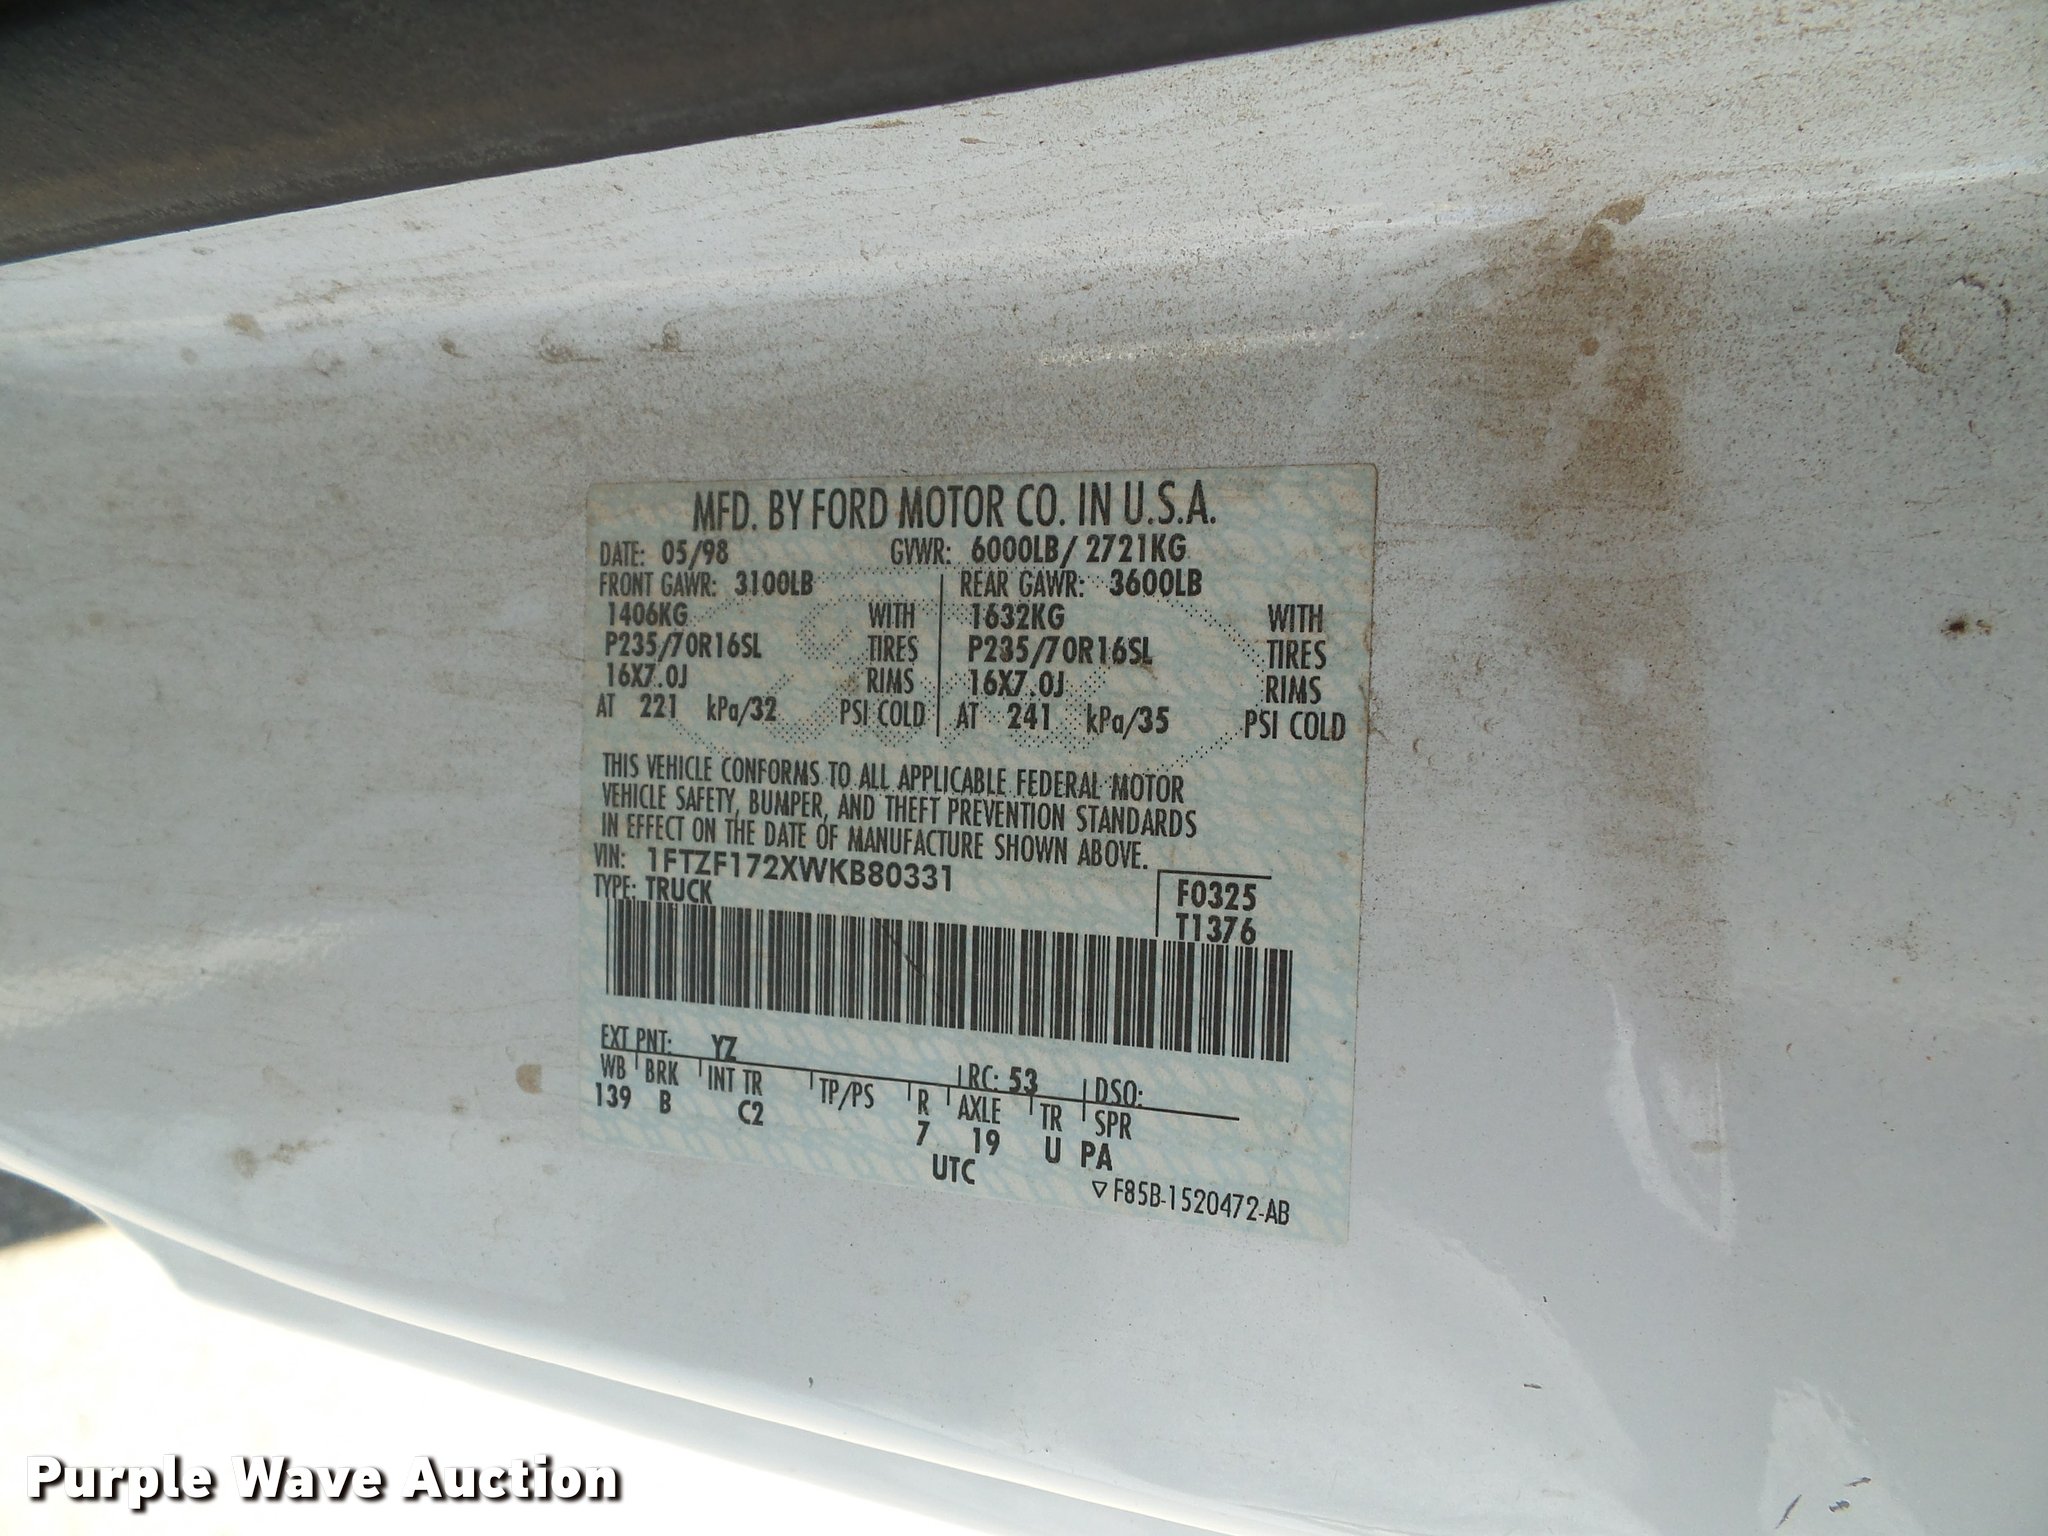 MFD. BY FORD MOTOR CO. IN U.S.A.
DATE: 05/98 GVWR: 6000LB/ 2721KG
FRONT GAWR: 3100LB REAR GAWR: 3600LB
1406KG WITH 1632KG WITH
P235/70R16SL TIRES P235/70R16SL TIRES
16X7.0J RIMS 16X7.0J RIMS
AT 221 kPa/32 PSI COLD AT 241 kPa/35 PSI COLD
THIS VEHICLE CONFORMS TO ALL APPLICABLE FEDERAL MOTOR
VEHICLE SAFETY, BUMPER, AND THEFT PREVENTION STANDARDS
IN EFFECT ON THE DATE OF MANUFACTURE SHOWN ABOVE.
VIN: 1FTZF172XWKB80331
TYPE: TRUCK
F0325
T1376
EXT PNT: YZ RC: 53 DSO:
WB BRK INT TR TP/PS R AXLE TR SPR
139 B C2 7 19 U PA
UTC
▽ F85B-1520472-AB
Purple Wave Auction